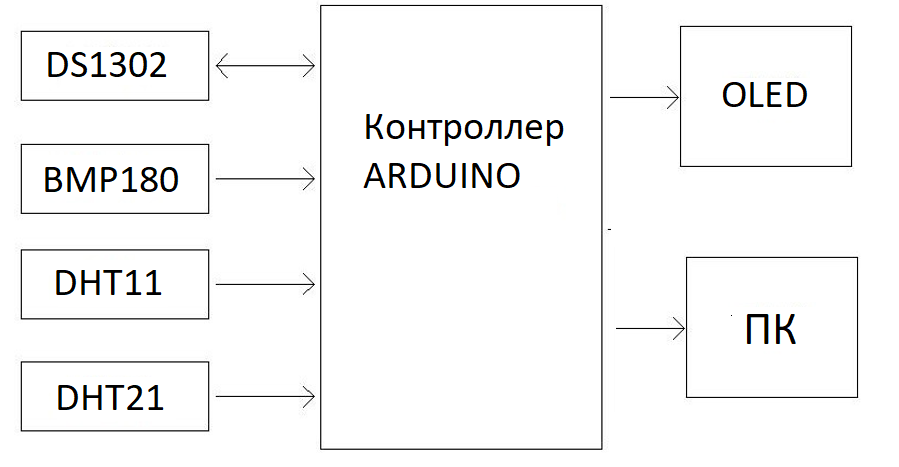 DS1302
BMP180
DHT11
DHT21
Контроллер
ARDUINO
OLED
ПК